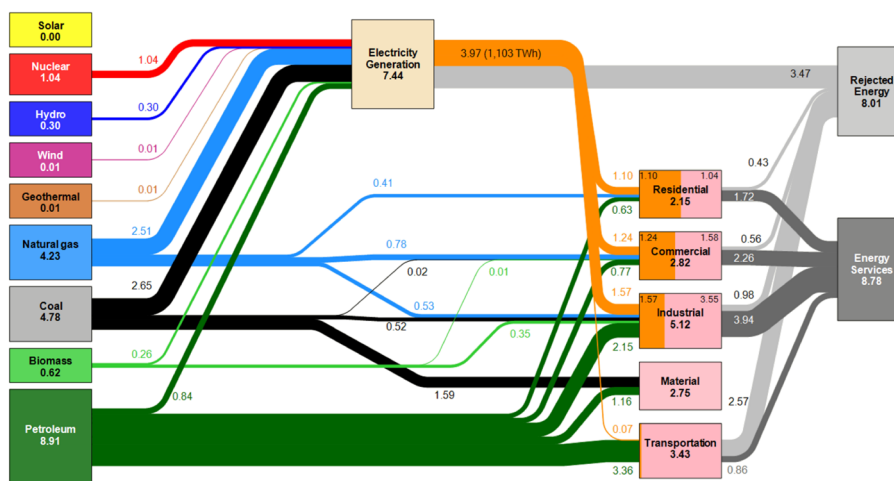 Solar
0.00
Nuclear
1.04
1.04
Hydro
0.30
0.30
Wind
0.01
0.01
Geothermal
0.01
0.01
Natural gas
4.23
2.51
Coal
4.78
2.65
Biomass
0.62
0.26
Petroleum
8.91
0.84
Electricity
Generation
7.44
3.97 (1,103 TWh)
3.47
Rejected
Energy
8.01
0.41
0.78
0.02
0.01
0.53
0.52
0.35
1.59
1.10
0.63
1.24
0.77
1.57
2.15
1.16
0.07
3.36
1.10 1.04
Residential
2.15
0.43
1.72
1.24 1.58
Commercial
2.82
0.56
2.26
1.57 3.55
Industrial
5.12
0.98
3.94
Material
2.75
Transportation
3.43
2.57
0.86
Energy
Services
8.78